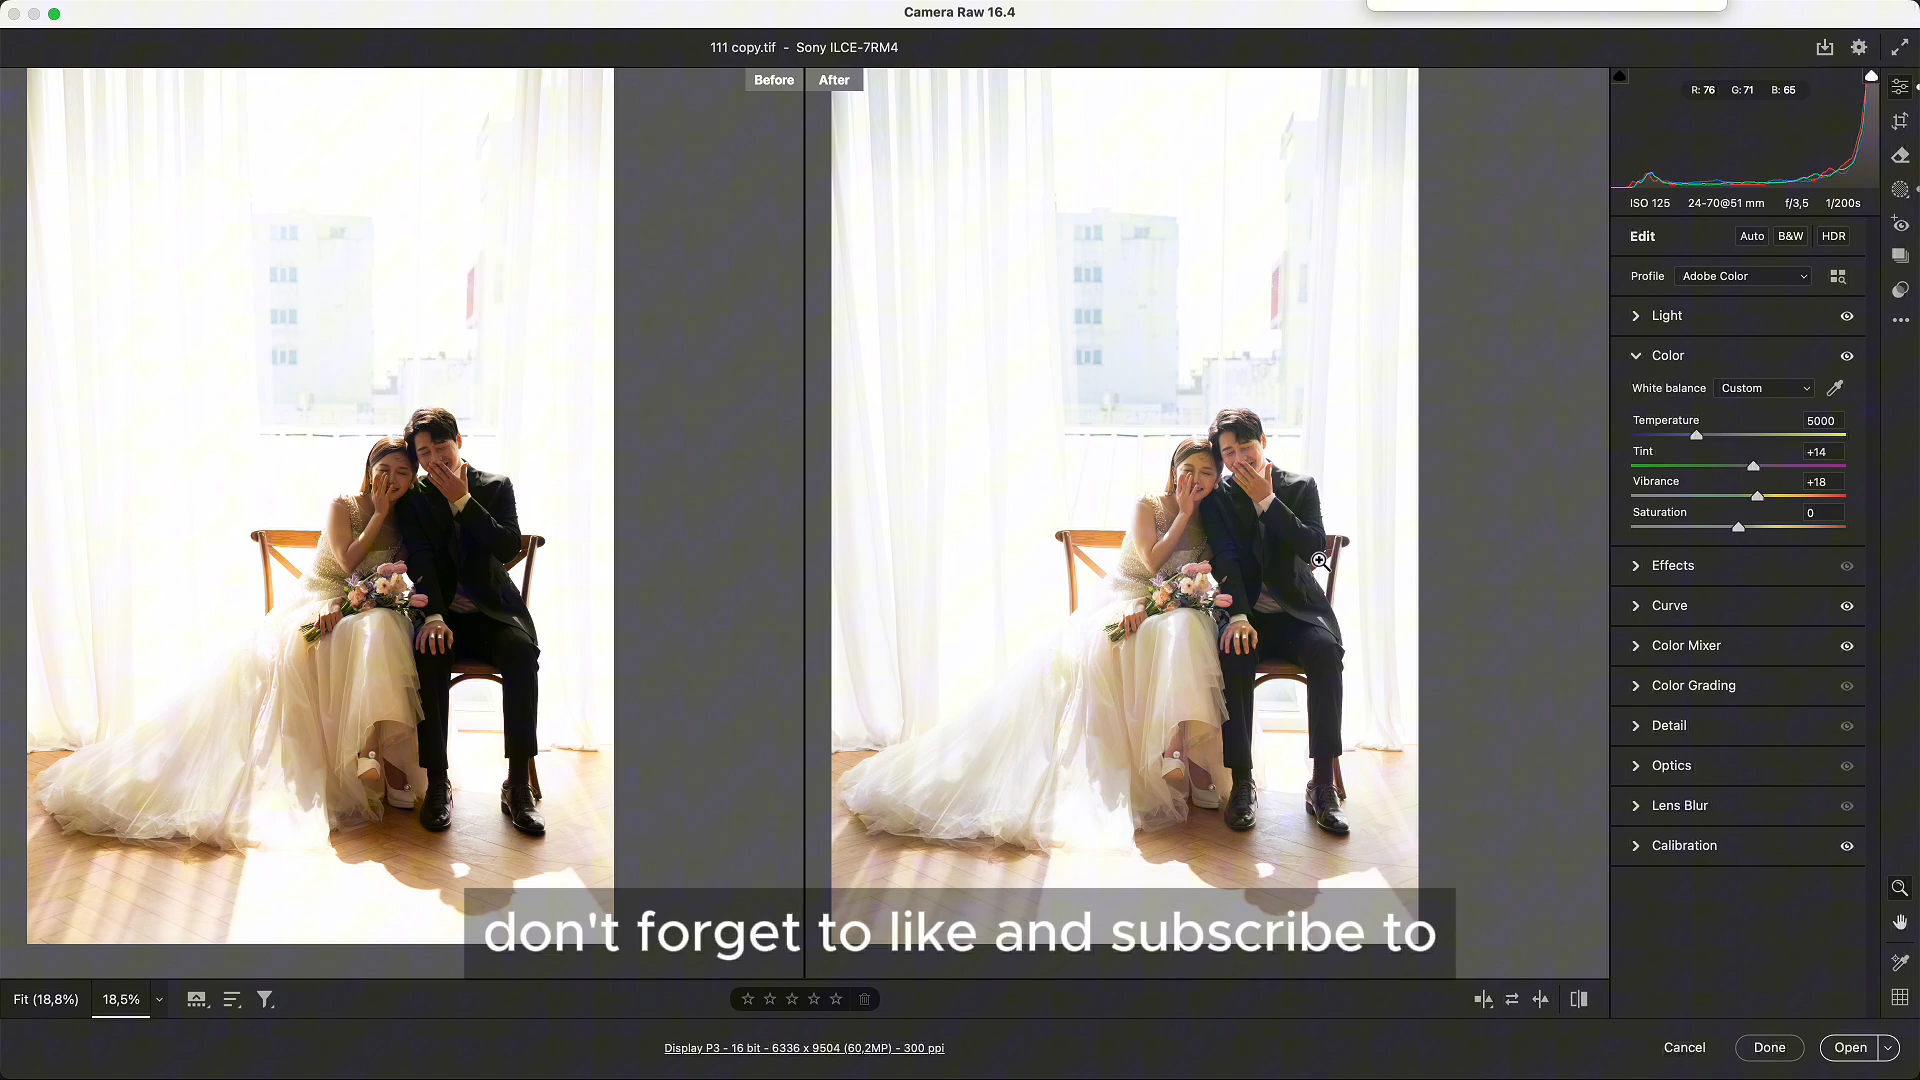 Camera Raw 16.4
111 copy.tif - Sony ILCE-7RM4
Before After
R: 76 G: 71 B: 65
ISO 125 24-70@51 mm f/3,5 1/200s
Edit Auto B&W HDR
Profile Adobe Color
Light
Color
White balance Custom
Temperature 5000
Tint +14
Vibrance +18
Saturation 0
Effects
Curve
Color Mixer
Color Grading
Detail
Optics
Lens Blur
Calibration
don't forget to like and subscribe to
Fit (18,8%) 18,5%
Display P3 - 16 bit - 6336 x 9504 (60,2MP) - 300 ppi
Cancel Done Open